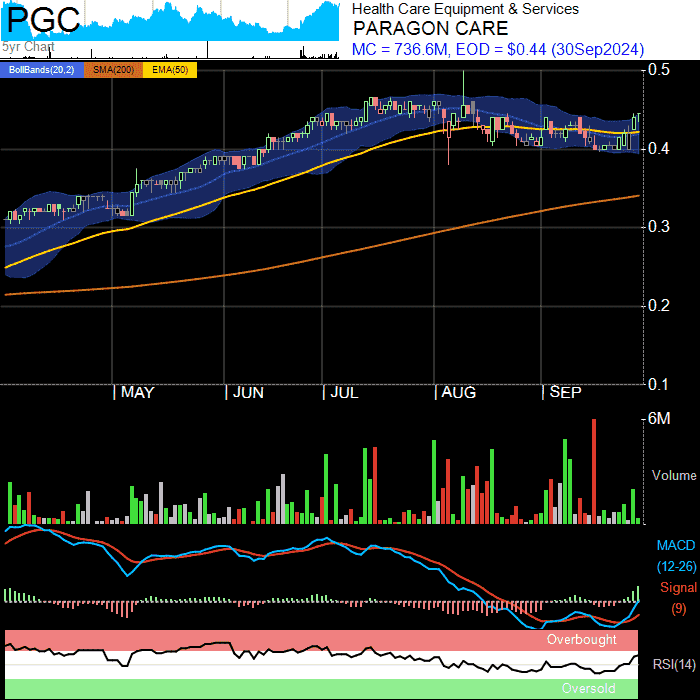 PGC
Health Care Equipment & Services
PARAGON CARE
5yr Chart
MC = 736.6M, EOD = $0.44 (30Sep2024)
BollBands(20,2) SMA(200) EMA(50)
0.5
0.4
0.3
0.2
0.1
MAY JUN JUL AUG SEP
6M
Volume
MACD
(12-26)
Signal
(9)
Overbought
RSI(14)
Oversold